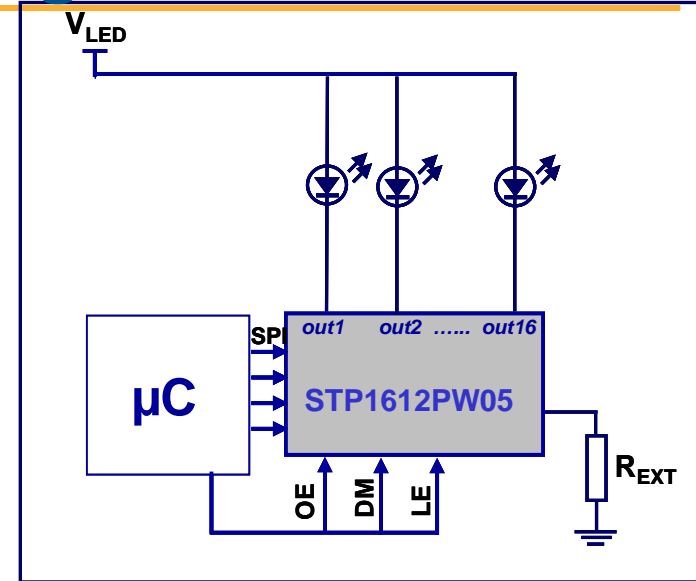 VLED
out1 out2 …... out16
SPI
µC
STP1612PW05
REXT
OE
DM
LE